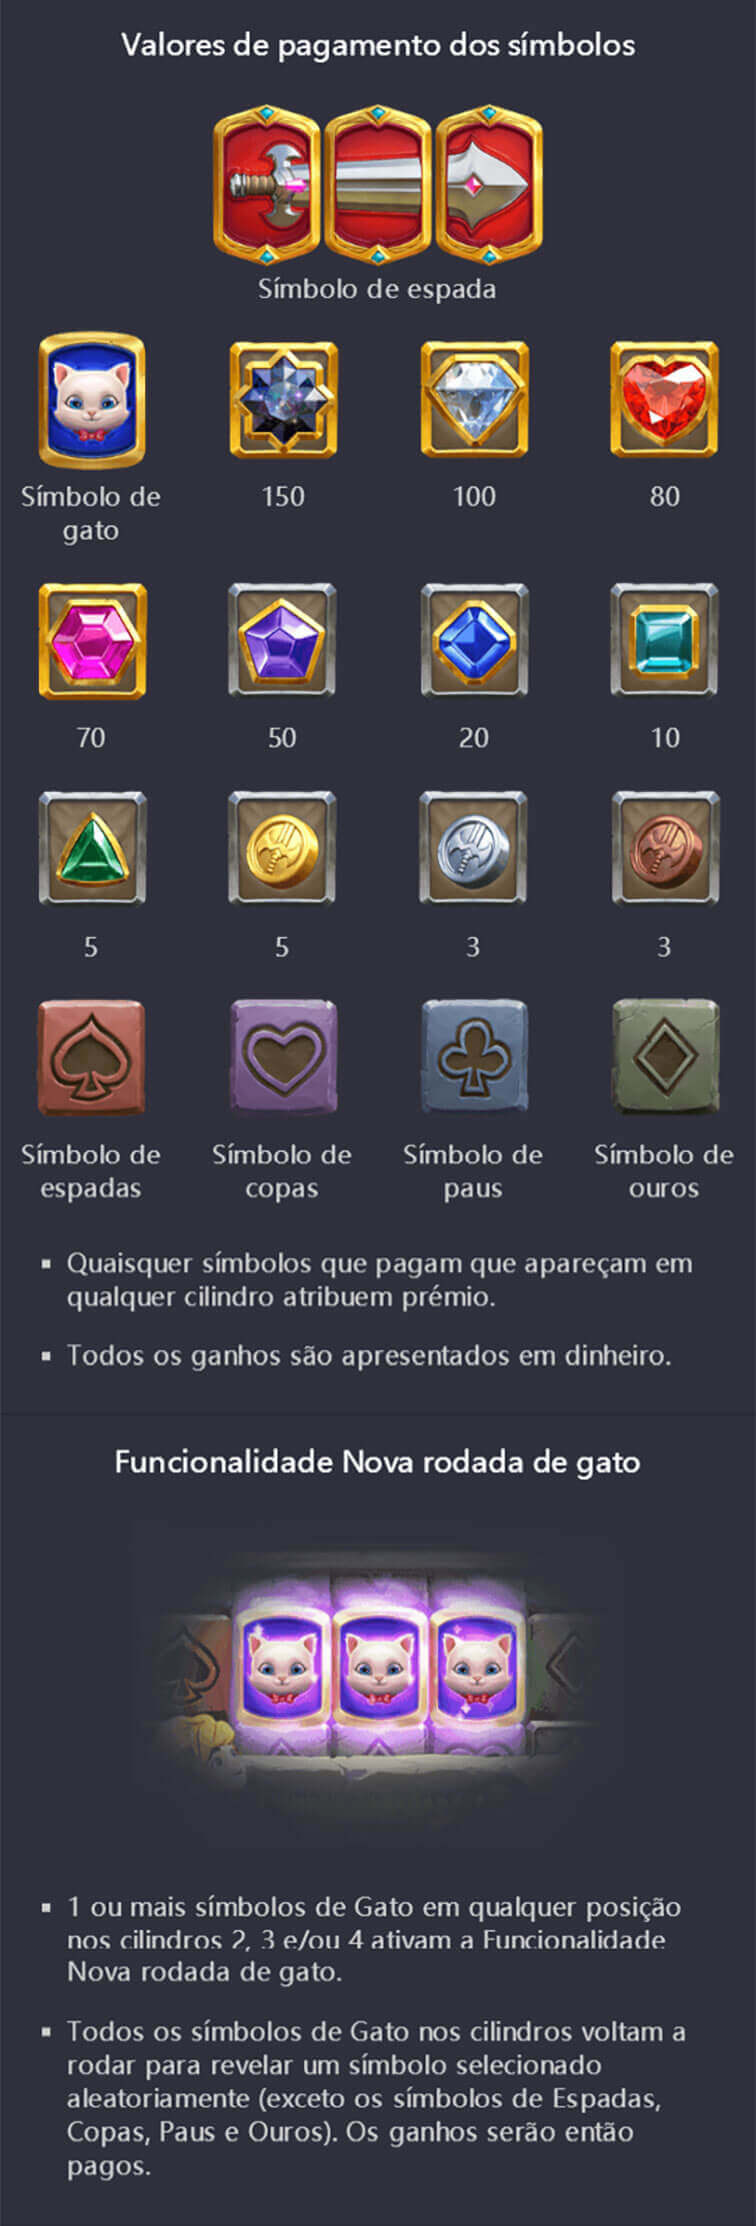 Valores de pagamento dos símbolos
Símbolo de espada
Símbolo de
gato
150
100
80
70
50
20
10
5
5
3
3
Símbolo de
espadas
Símbolo de
copas
Símbolo de
paus
Símbolo de
ouros
▪ Quaisquer símbolos que pagam que apareçam em
qualquer cilindro atribuem prémio.
▪ Todos os ganhos são apresentados em dinheiro.
Funcionalidade Nova rodada de gato
▪ 1 ou mais símbolos de Gato em qualquer posição
nos cilindros 2, 3 e/ou 4 ativam a Funcionalidade
Nova rodada de gato.
▪ Todos os símbolos de Gato nos cilindros voltam a
rodar para revelar um símbolo selecionado
aleatoriamente (exceto os símbolos de Espadas,
Copas, Paus e Ouros). Os ganhos serão então
pagos.